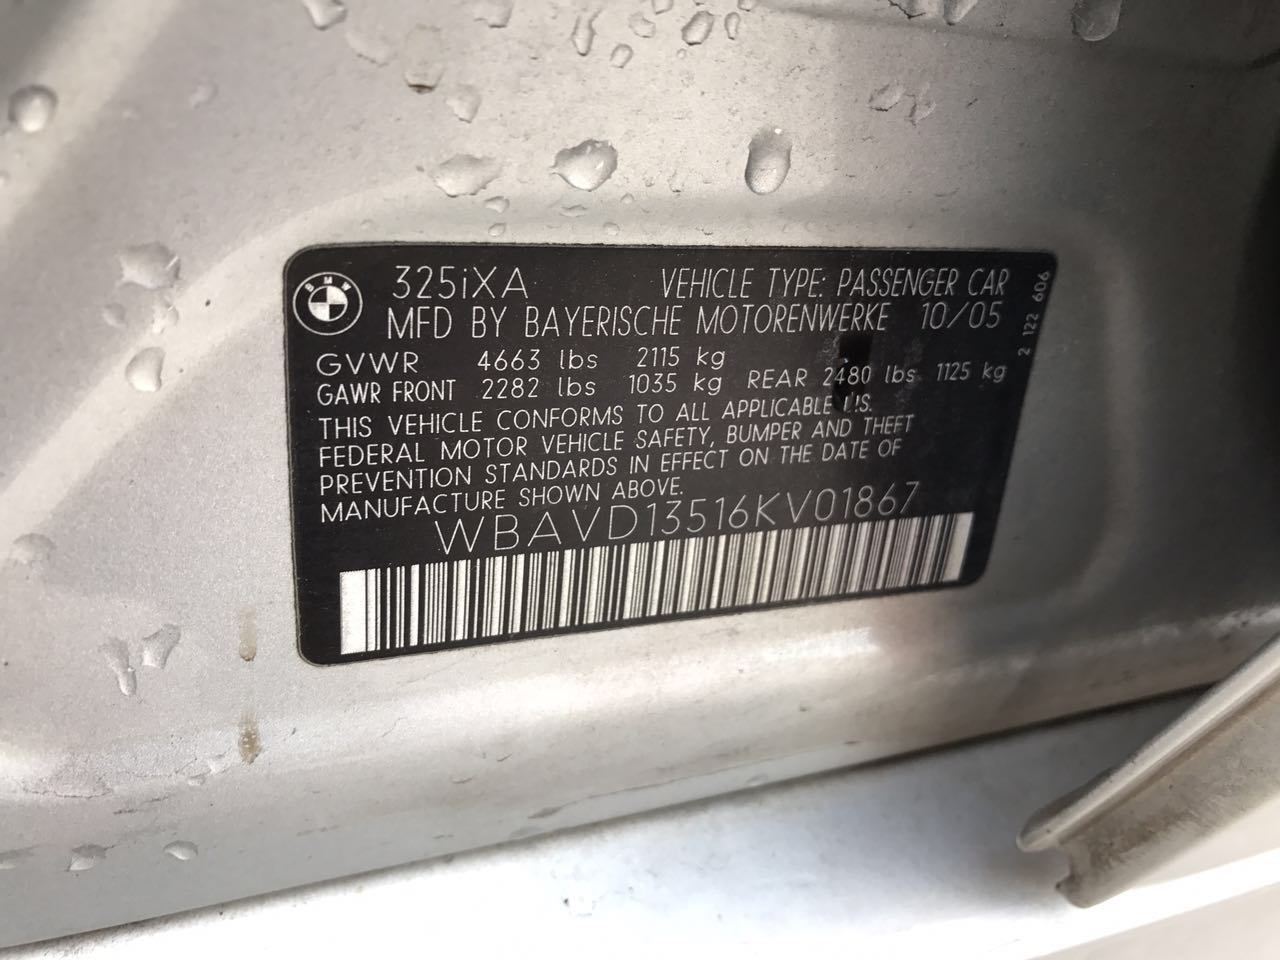 BMW
325iXA VEHICLE TYPE: PASSENGER CAR
MFD BY BAYERISCHE MOTORENWERKE 10/05
GVWR 4663 lbs 2115 kg
GAWR FRONT 2282 lbs 1035 kg REAR 2480 lbs 1125 kg
THIS VEHICLE CONFORMS TO ALL APPLICABLE U.S.
FEDERAL MOTOR VEHICLE SAFETY, BUMPER AND THEFT
PREVENTION STANDARDS IN EFFECT ON THE DATE OF
MANUFACTURE SHOWN ABOVE.
WBAVD13516KV01867
2 122 606